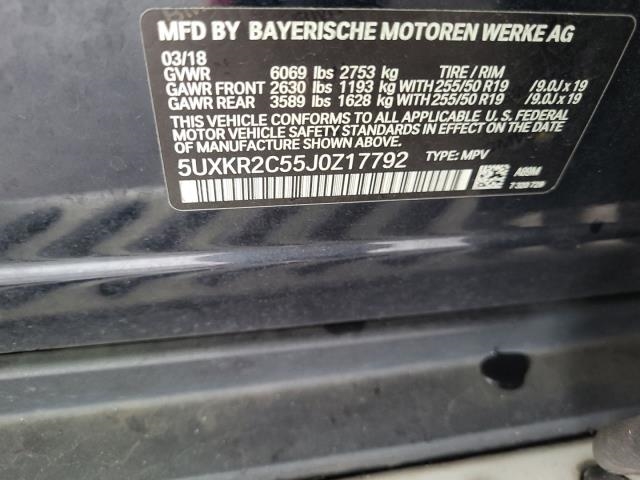 MFD BY BAYERISCHE MOTOREN WERKE AG
03/18
GVWR 6069 lbs 2753 kg TIRE / RIM
GAWR FRONT 2630 lbs 1193 kg WITH 255/50 R19 /9.0J x 19
GAWR REAR 3589 lbs 1628 kg WITH 255/50 R19 /9.0J x 19
THIS VEHICLE CONFORMS TO ALL APPLICABLE U.S. FEDERAL
MOTOR VEHICLE SAFETY STANDARDS IN EFFECT ON THE
DATE OF MANUFACTURE SHOWN ABOVE.
5UXKR2C55J0Z17792 TYPE: MPV